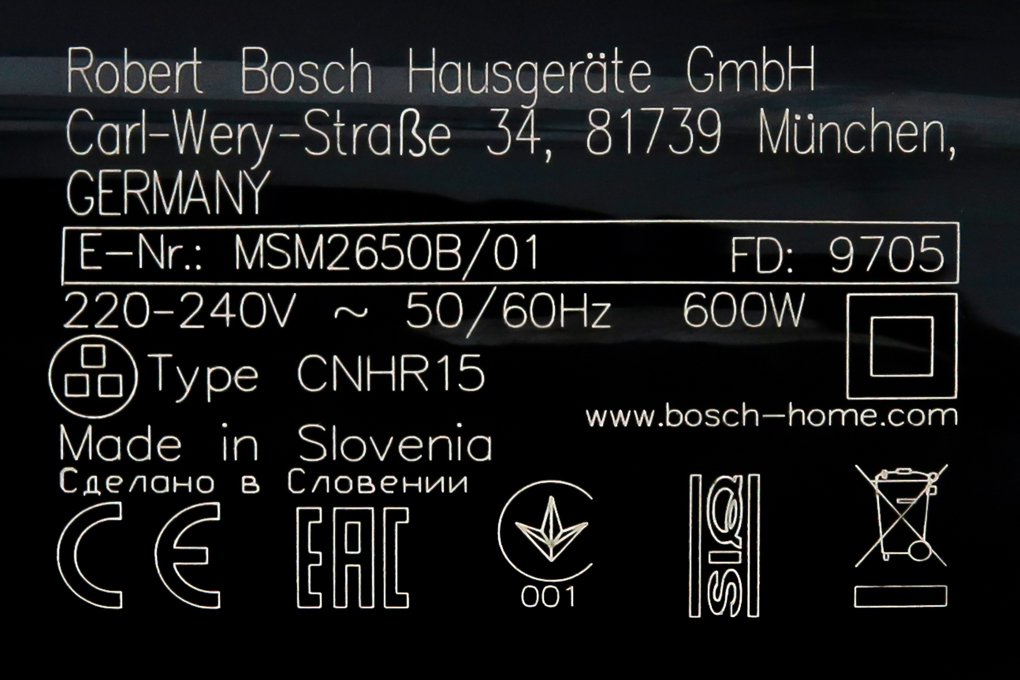 Robert Bosch Hausgeräte GmbH
Carl-Wery-Straße 34, 81739 München,
GERMANY
E-Nr.: MSM2650B/01 FD: 9705
220-240V ~ 50/60Hz 600W
Type CNHR15
www.bosch-home.com
Made in Slovenia
Сделано в Словении
CE EAC
001
SIQ